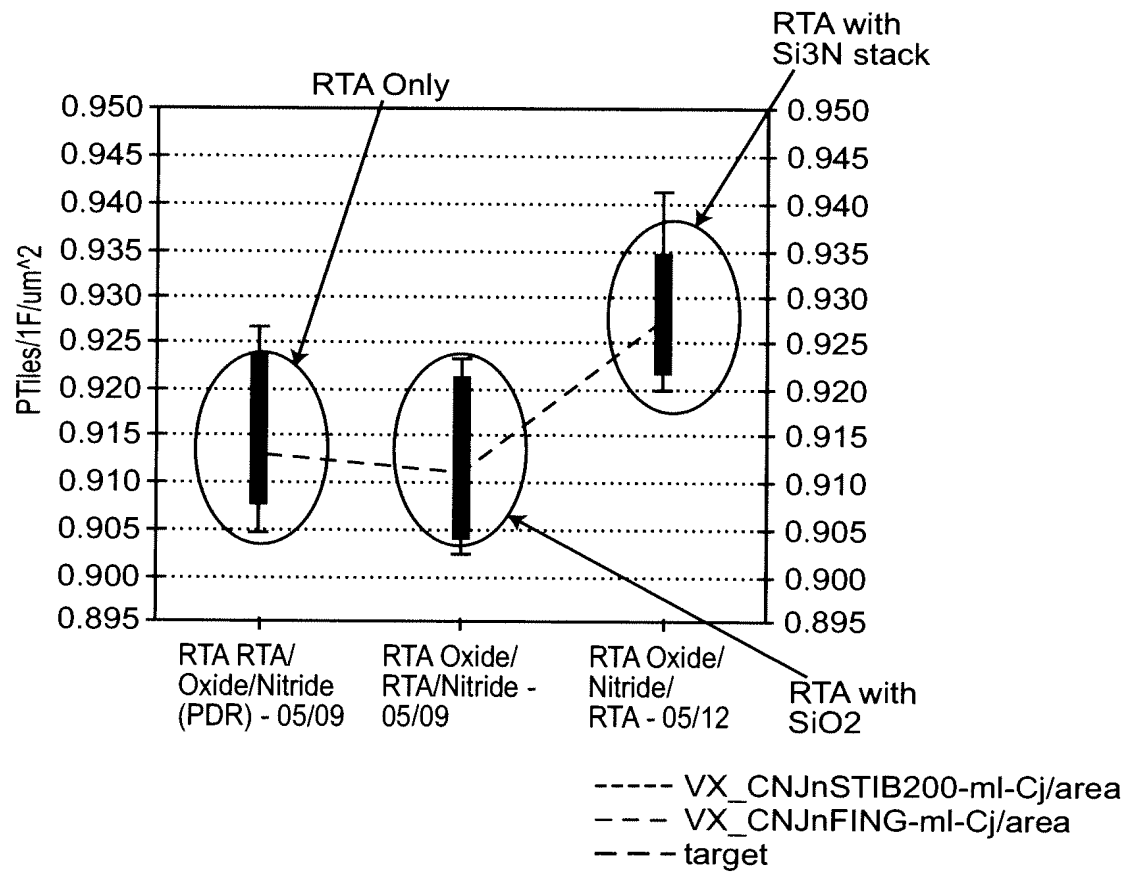 RTA with
Si3N stack
RTA Only
0.950
0.945
0.940
0.935
0.930
0.925
0.920
0.915
0.910
0.905
0.900
0.895
PTiles/1F/um^2
0.950
0.945
0.940
0.935
0.930
0.925
0.920
0.915
0.910
0.905
0.900
0.895
RTA RTA/
Oxide/Nitride
(PDR) - 05/09
RTA Oxide/
RTA/Nitride -
05/09
RTA Oxide/
Nitride/
RTA - 05/12
RTA with
SiO2
VX_CNJnSTIB200-ml-Cj/area
VX_CNJnFING-ml-Cj/area
target